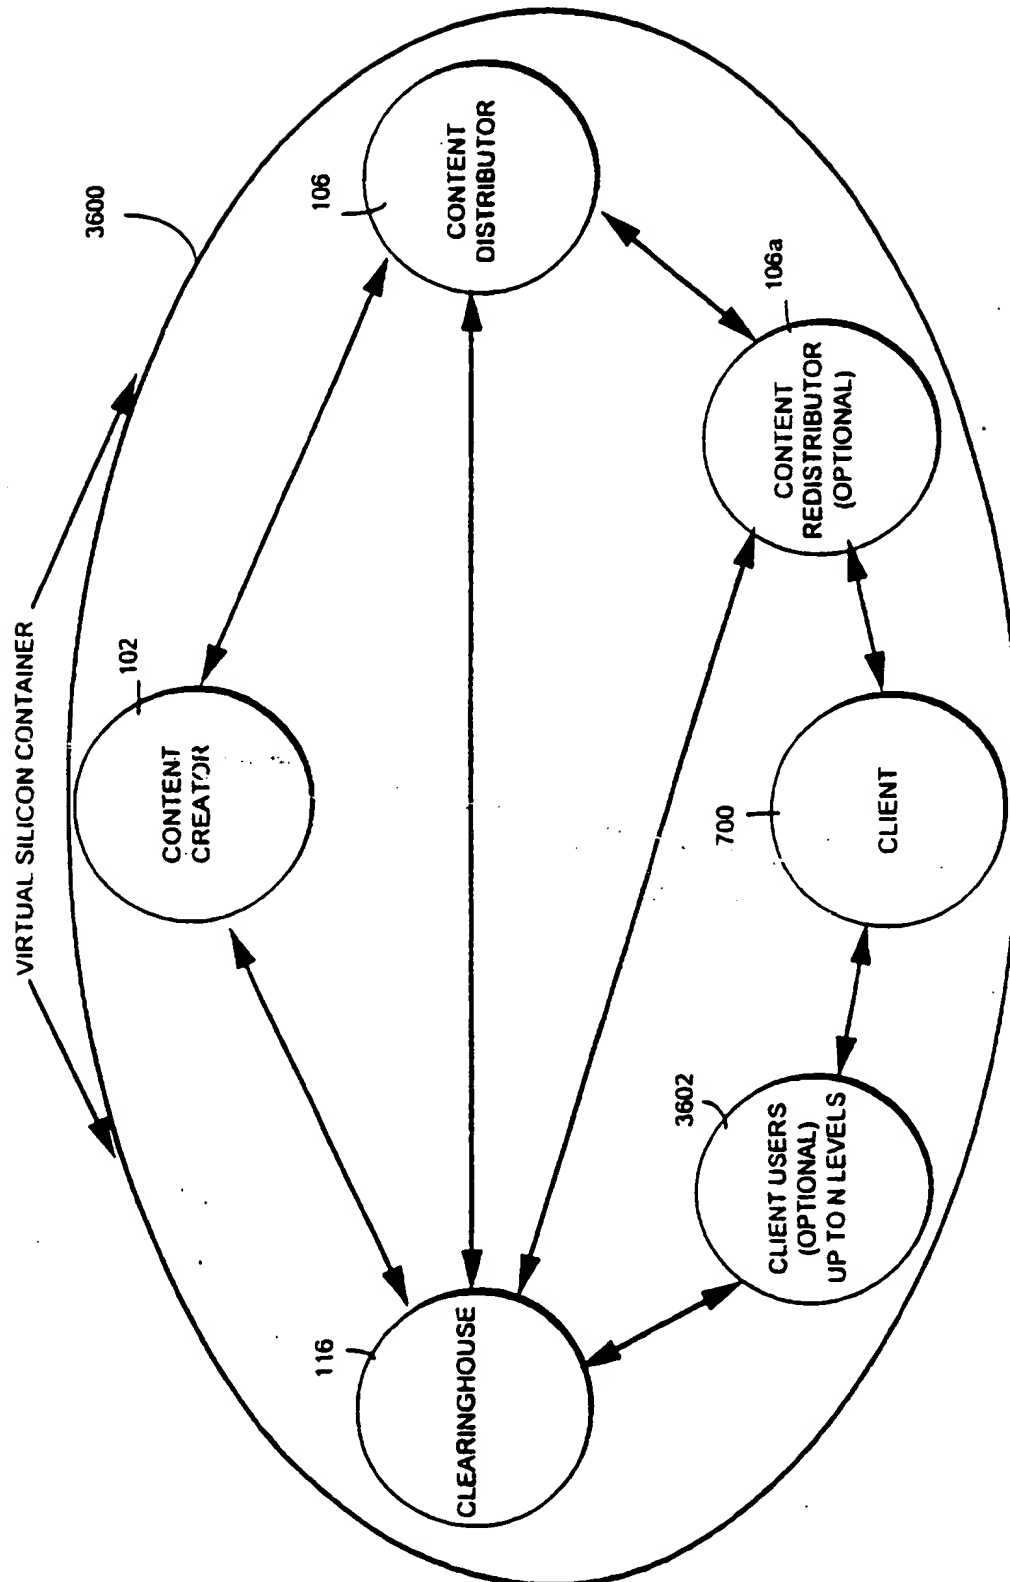 VIRTUAL SILICON CONTAINER
3600
102
CONTENT
CREATOR
116
CLEARINGHOUSE
106
CONTENT
DISTRIBUTOR
3602
CLIENT USERS
(OPTIONAL)
UP TO N LEVELS
700
CLIENT
106a
CONTENT
REDISTRIBUTOR
(OPTIONAL)